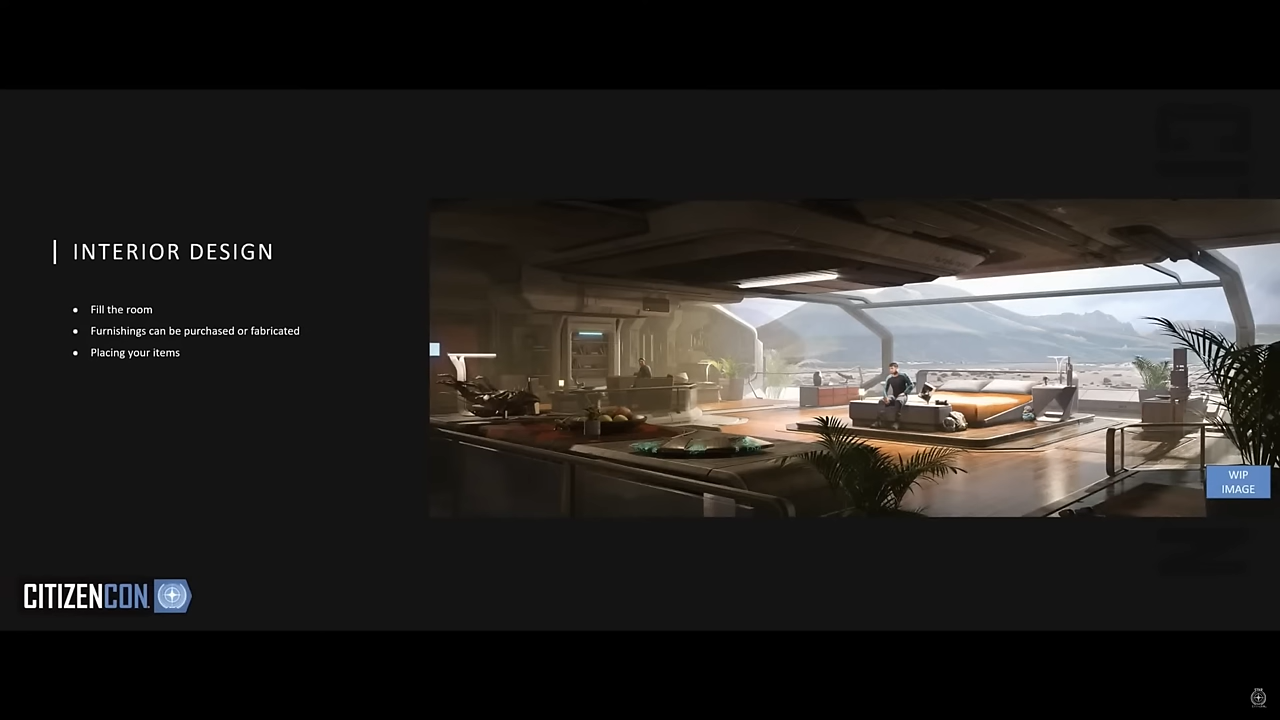 INTERIOR DESIGN
Fill the room
Furnishings can be purchased or fabricated
Placing your items
WIP
IMAGE
CITIZENCON